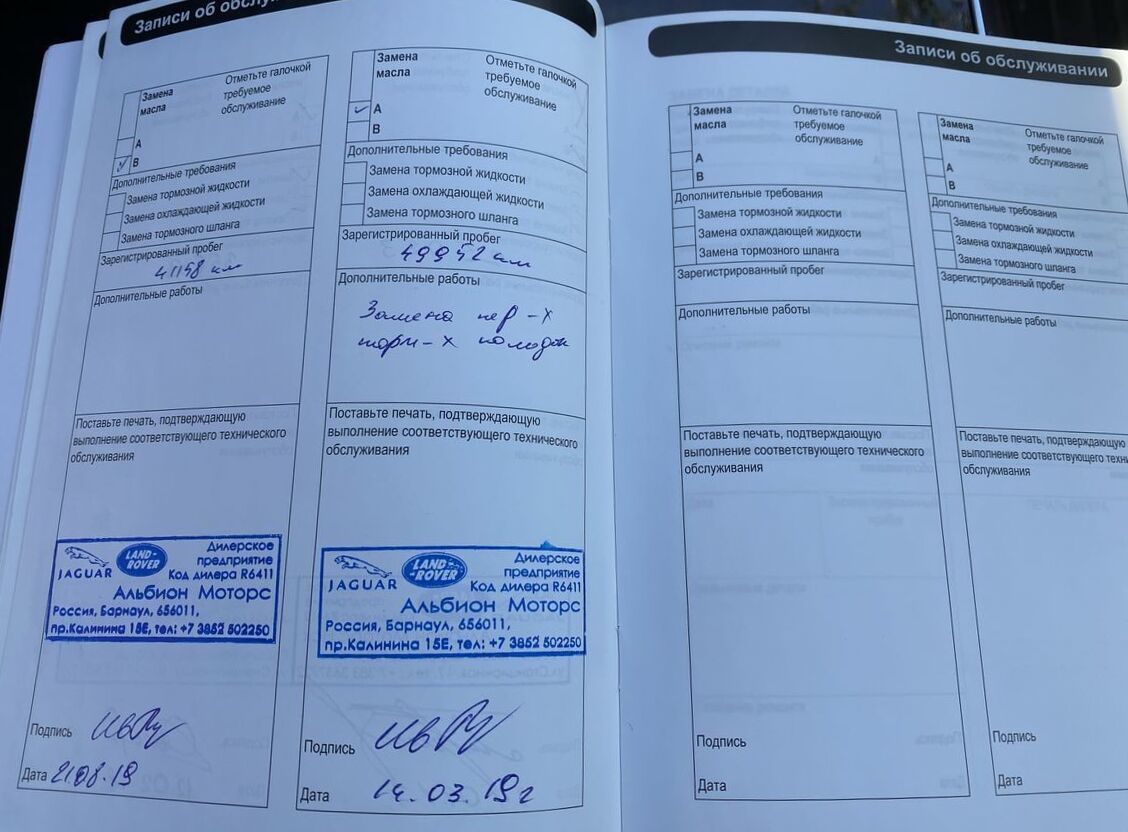 Записи об обслуживании
Замена масла
Отметьте галочкой требуемое обслуживание
A
B
Дополнительные требования
Замена тормозной жидкости
Замена охлаждающей жидкости
Замена тормозного шланга
Зарегистрированный пробег
41148 км
Дополнительные работы
Поставьте печать, подтверждающую
выполнение соответствующего технического
обслуживания
JAGUAR
LAND-
ROVER
Дилерское
предприятие
Код дилера R6411
Альбион Моторс
Россия, Барнаул, 656011,
пр.Калинина 15Е, тел: +7 3852 502250
Подпись
Дата 21.08.19
Замена масла
Отметьте галочкой требуемое обслуживание
A
B
Дополнительные требования
Замена тормозной жидкости
Замена охлаждающей жидкости
Замена тормозного шланга
Зарегистрированный пробег
49952 км
Дополнительные работы
Замена пер-х
торм-х колодок
Поставьте печать, подтверждающую
выполнение соответствующего технического
обслуживания
JAGUAR
LAND-
ROVER
Дилерское
предприятие
Код дилера R6411
Альбион Моторс
Россия, Барнаул, 656011,
пр.Калинина 15Е, тел: +7 3852 502250
Подпись
Дата 14.03.19г
Записи об обслуживании
Замена масла
Отметьте галочкой требуемое обслуживание
A
B
Дополнительные требования
Замена тормозной жидкости
Замена охлаждающей жидкости
Замена тормозного шланга
Зарегистрированный пробег
Дополнительные работы
Поставьте печать, подтверждающую
выполнение соответствующего технического
обслуживания
Подпись
Дата
Замена масла
Отметьте галочкой требуемое обслуживание
A
B
Дополнительные требования
Замена тормозной жидкости
Замена охлаждающей жидкости
Замена тормозного шланга
Зарегистрированный пробег
Дополнительные работы
Поставьте печать, подтверждающую
выполнение соответствующего технического
обслуживания
Подпись
Дата